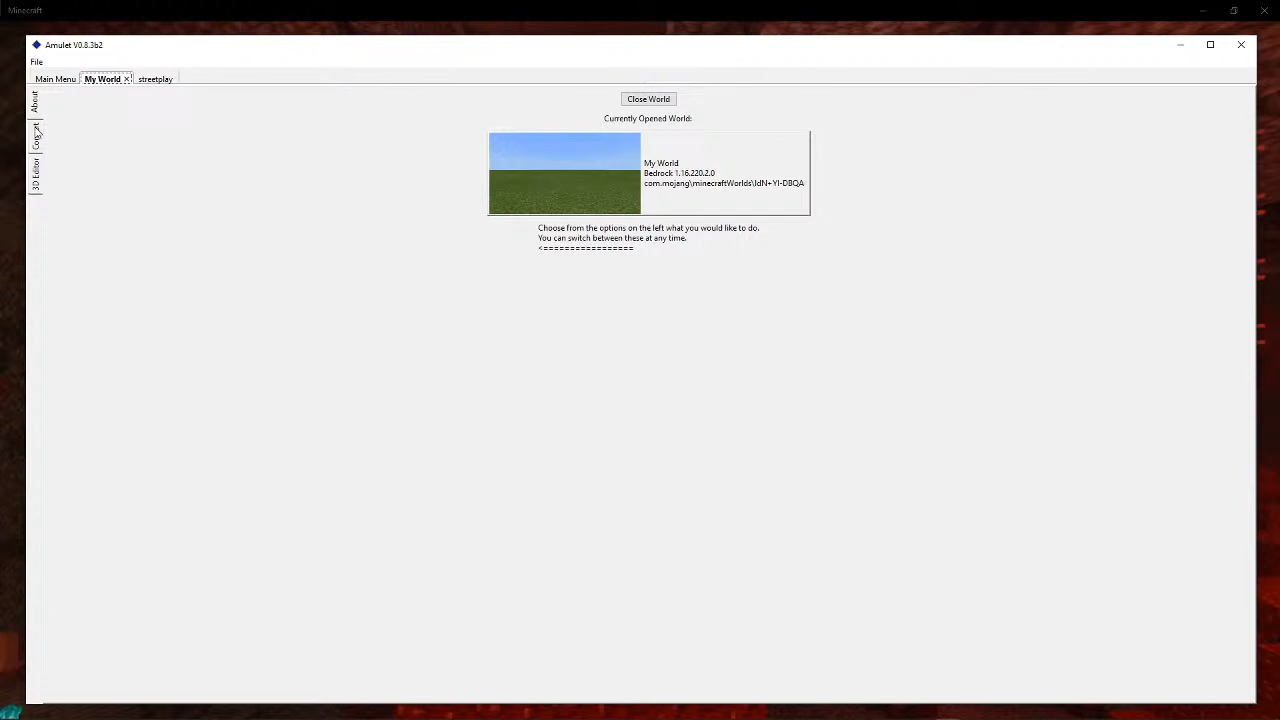 Minecraft
Amulet V0.8.3b2
File
Main Menu
My World
streetplay
About
3D Editor
Close World
Currently Opened World:
My World
Bedrock 1.16.220.2.0
com.mojang\minecraftWorlds\IdN+YI-DBQA
Choose from the options on the left what you would like to do.
You can switch between these at any time.
<=================